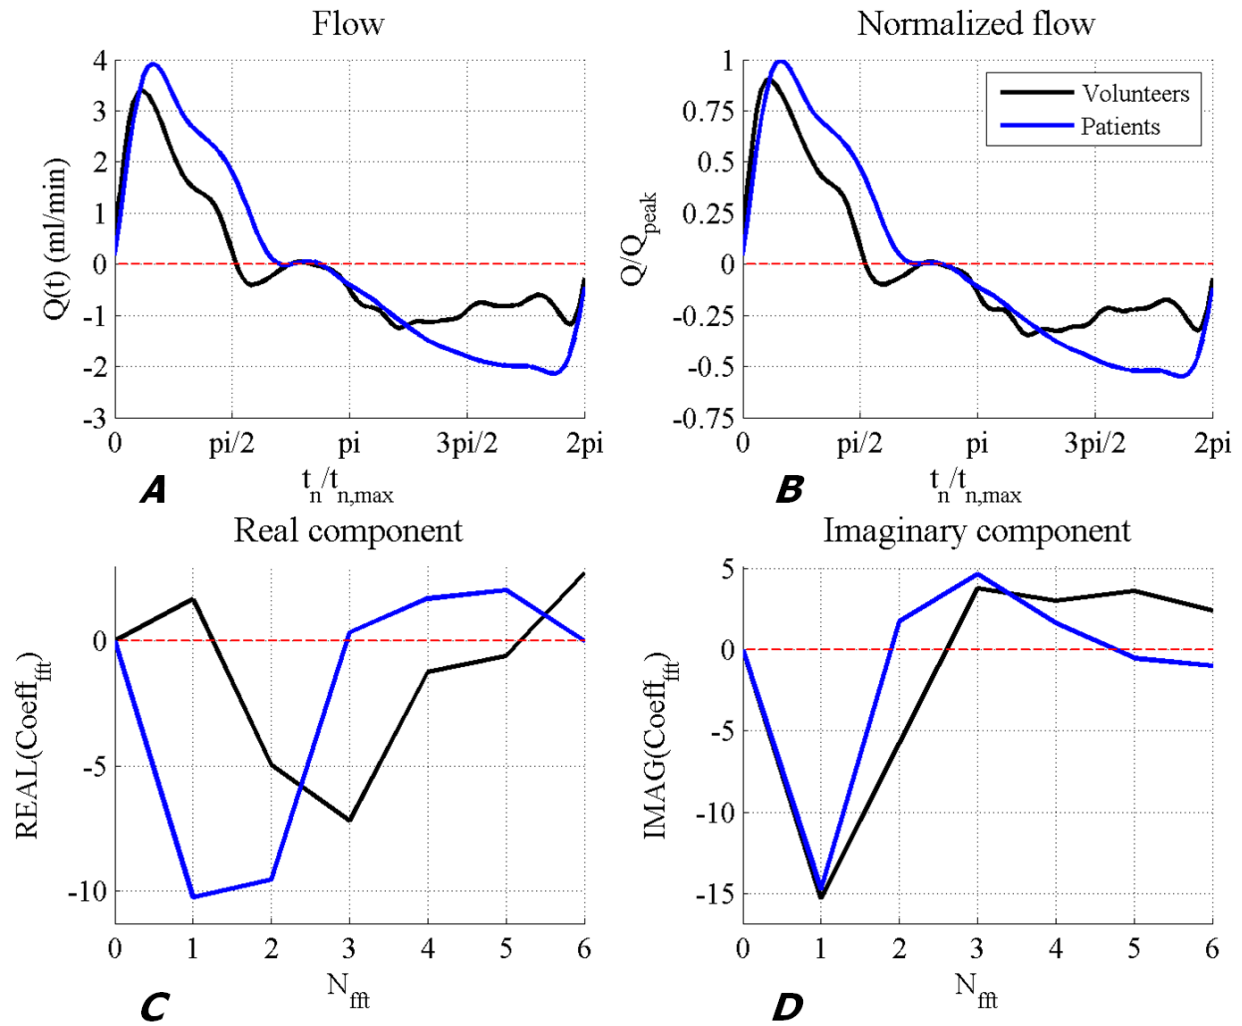 Flow
4
3
2
1
0
-1
-2
-3
Q(t) (ml/min)
0 pi/2 pi 3pi/2 2pi
t_n/t_n,max
A
Normalized flow
1
0.75
0.5
0.25
0
-0.25
-0.5
-0.75
Q/Q_peak
Volunteers
Patients
0 pi/2 pi 3pi/2 2pi
t_n/t_n,max
B
Real component
0
-5
-10
REAL(Coeff_fft)
0 1 2 3 4 5 6
N_fft
C
Imaginary component
5
0
-5
-10
-15
IMAG(Coeff_fft)
0 1 2 3 4 5 6
N_fft
D